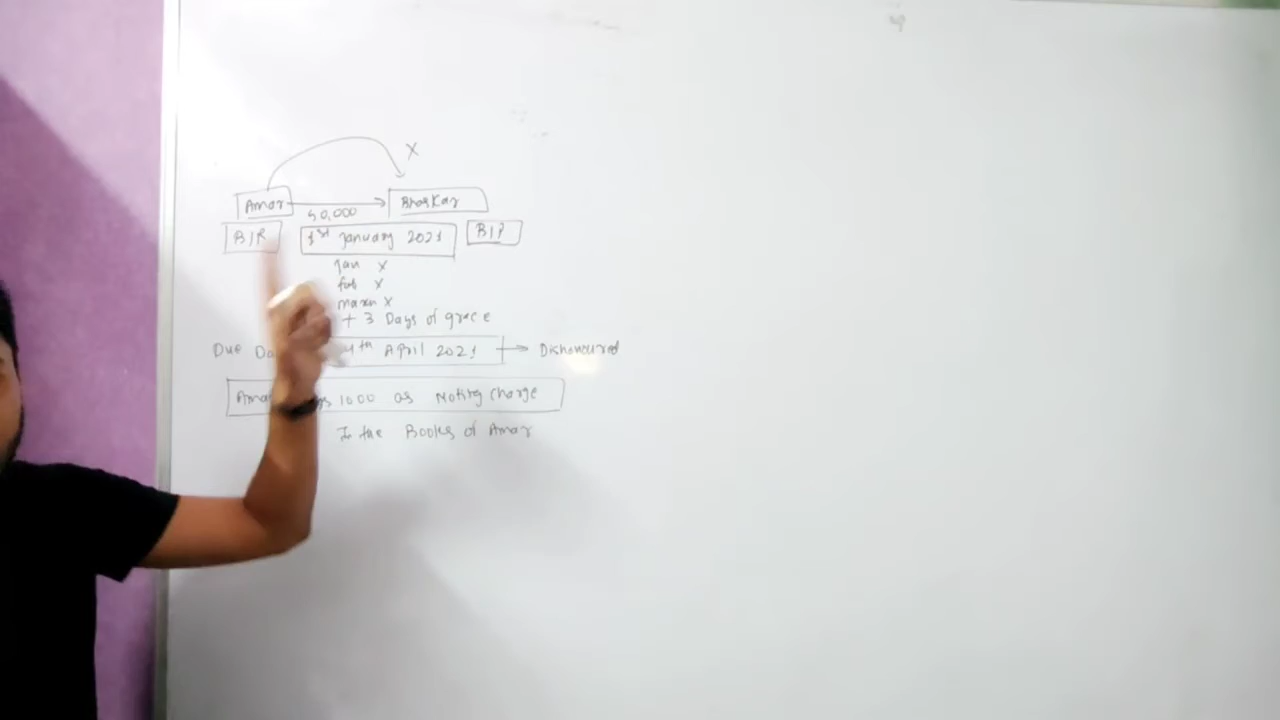 X
Amar Bhaskar
50,000
B/R 1st January 2021 B/P
Jan X
feb X
march X
+ 3 Days of grace
Due 4th April 2021 Dishonoured
1000 as Noting Charge
In the Books of Amar